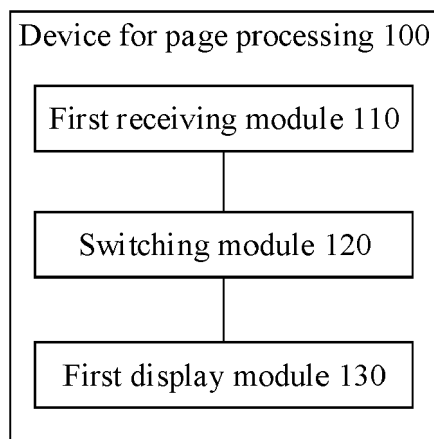 Device for page processing 100
First receiving module 110
Switching module 120
First display module 130